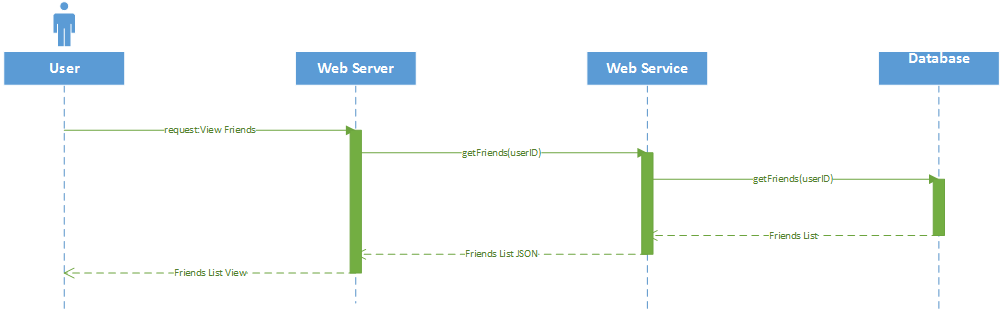 User
Web Server
Web Service
Database
request:View Friends
getFriends(userID)
getFriends(userID)
Friends List
Friends List JSON
Friends List View